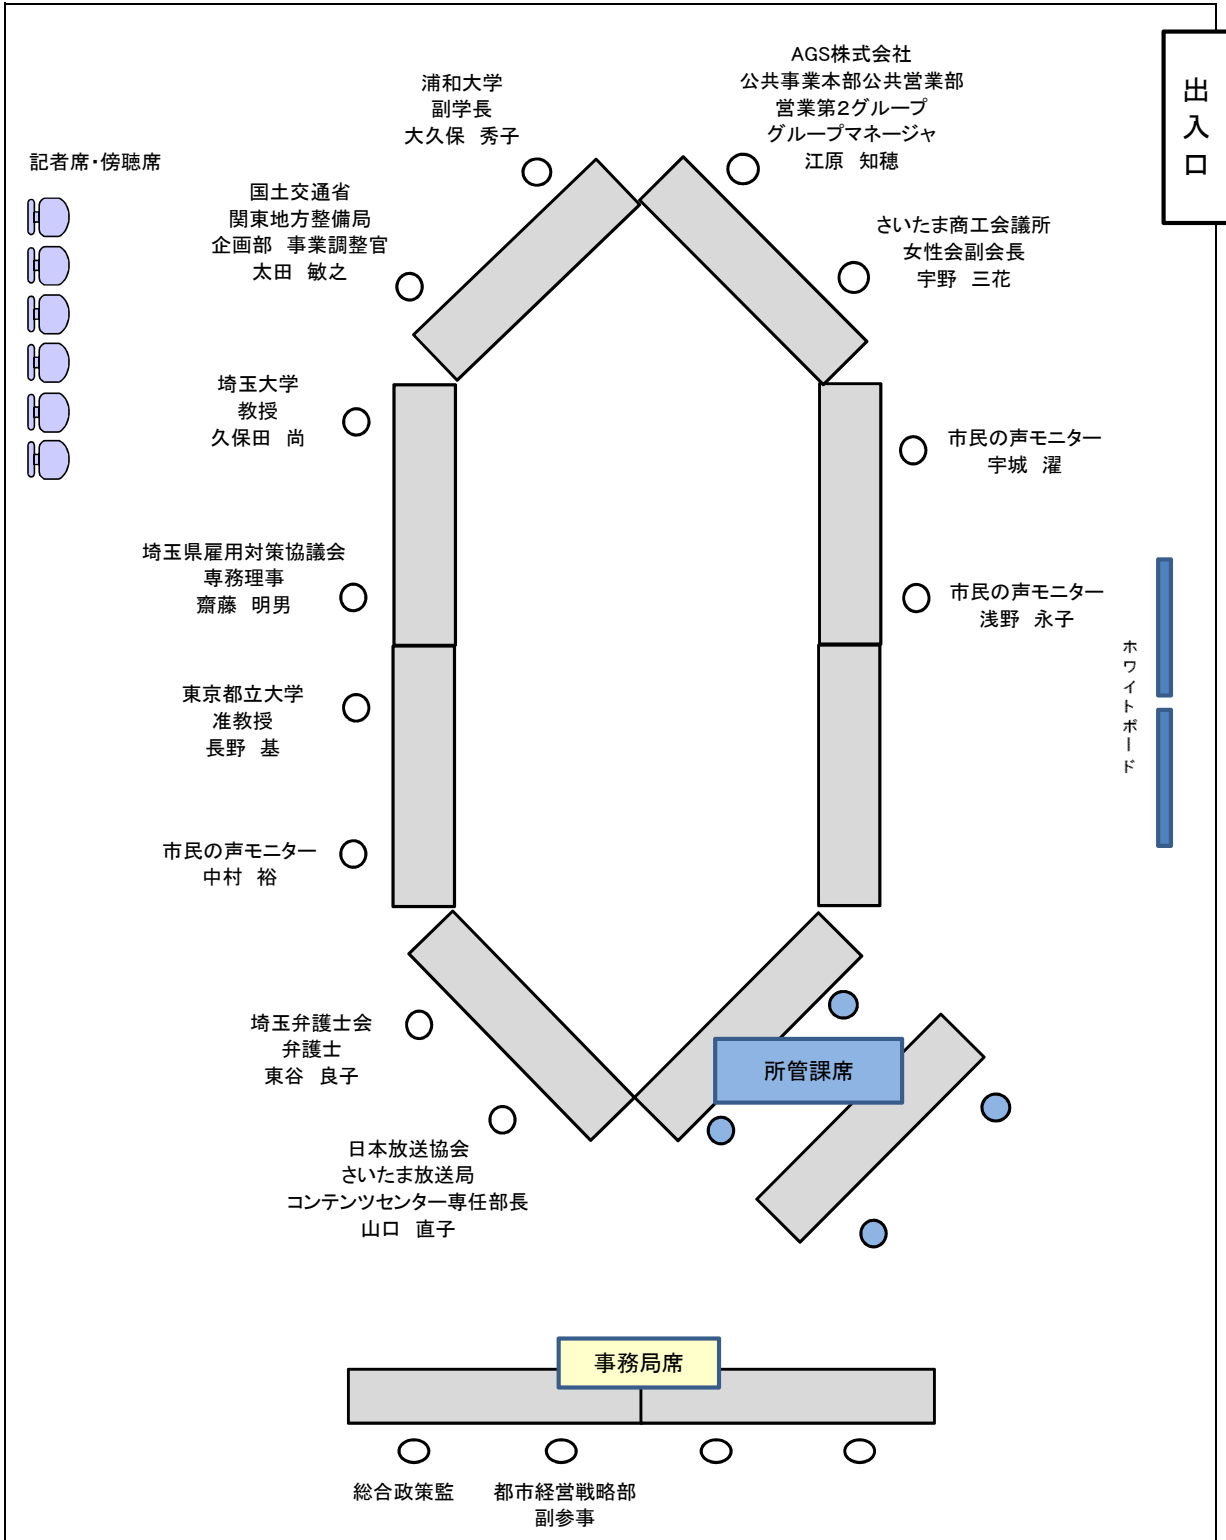 出入口
AGS株式会社
公共事業本部公共営業部
営業第2グループ
グループマネージャ
江原 知穂
浦和大学
副学長
大久保 秀子
記者席・傍聴席
国土交通省
関東地方整備局
企画部 事業調整官
太田 敏之
さいたま商工会議所
女性会副会長
宇野 三花
埼玉大学
教授
久保田 尚
市民の声モニター
宇城 濯
埼玉県雇用対策協議会
専務理事
齋藤 明男
市民の声モニター
浅野 永子
ホワイトボード
東京都立大学
准教授
長野 基
市民の声モニター
中村 裕
埼玉弁護士会
弁護士
東谷 良子
所管課席
日本放送協会
さいたま放送局
コンテンツセンター専任部長
山口 直子
事務局席
総合政策監
都市経営戦略部
副参事